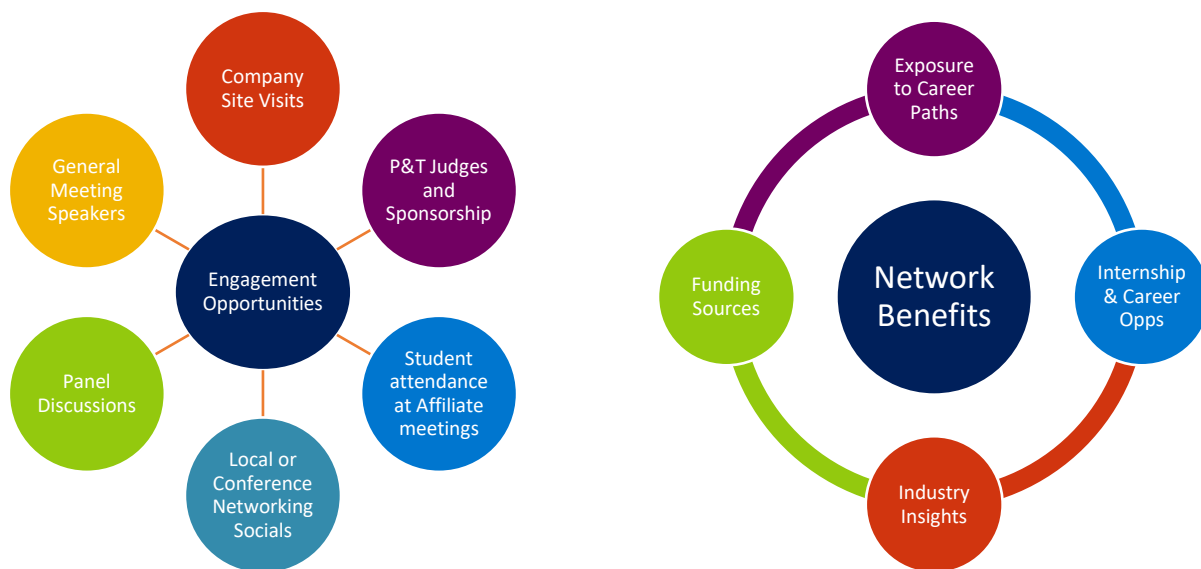 Company
Site Visits
P&T Judges
and
Sponsorship
Student
attendance
at Affiliate
meetings
Local or
Conference
Networking
Socials
Panel
Discussions
General
Meeting
Speakers
Engagement
Opportunities
Exposure
to Career
Paths
Internship
& Career
Opps
Industry
Insights
Funding
Sources
Network
Benefits